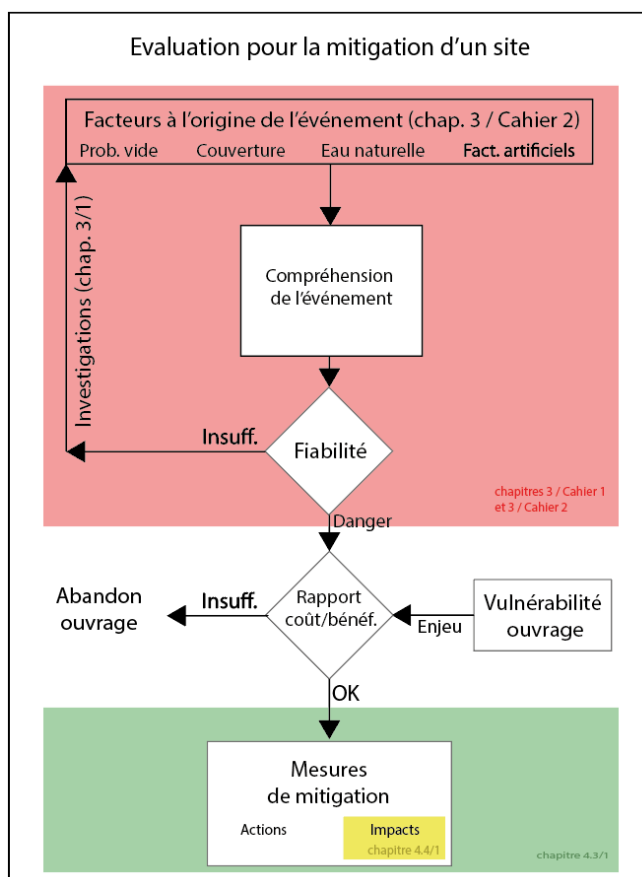 Evaluation pour la mitigation d'un site
Facteurs à l'origine de l'événement (chap. 3 / Cahier 2)
Prob. vide Couverture Eau naturelle Fact. artificiels
Investigations (chap. 3/1)
Compréhension
de l'événement
Insuff.
Fiabilité
chapitres 3 / Cahier 1
et 3 / Cahier 2
Danger
Abandon
ouvrage
Insuff.
Rapport
coût/bénéf.
Enjeu
Vulnérabilité
ouvrage
OK
Mesures
de mitigation
Actions
Impacts
chapitre 4.4/1
chapitre 4.3/1